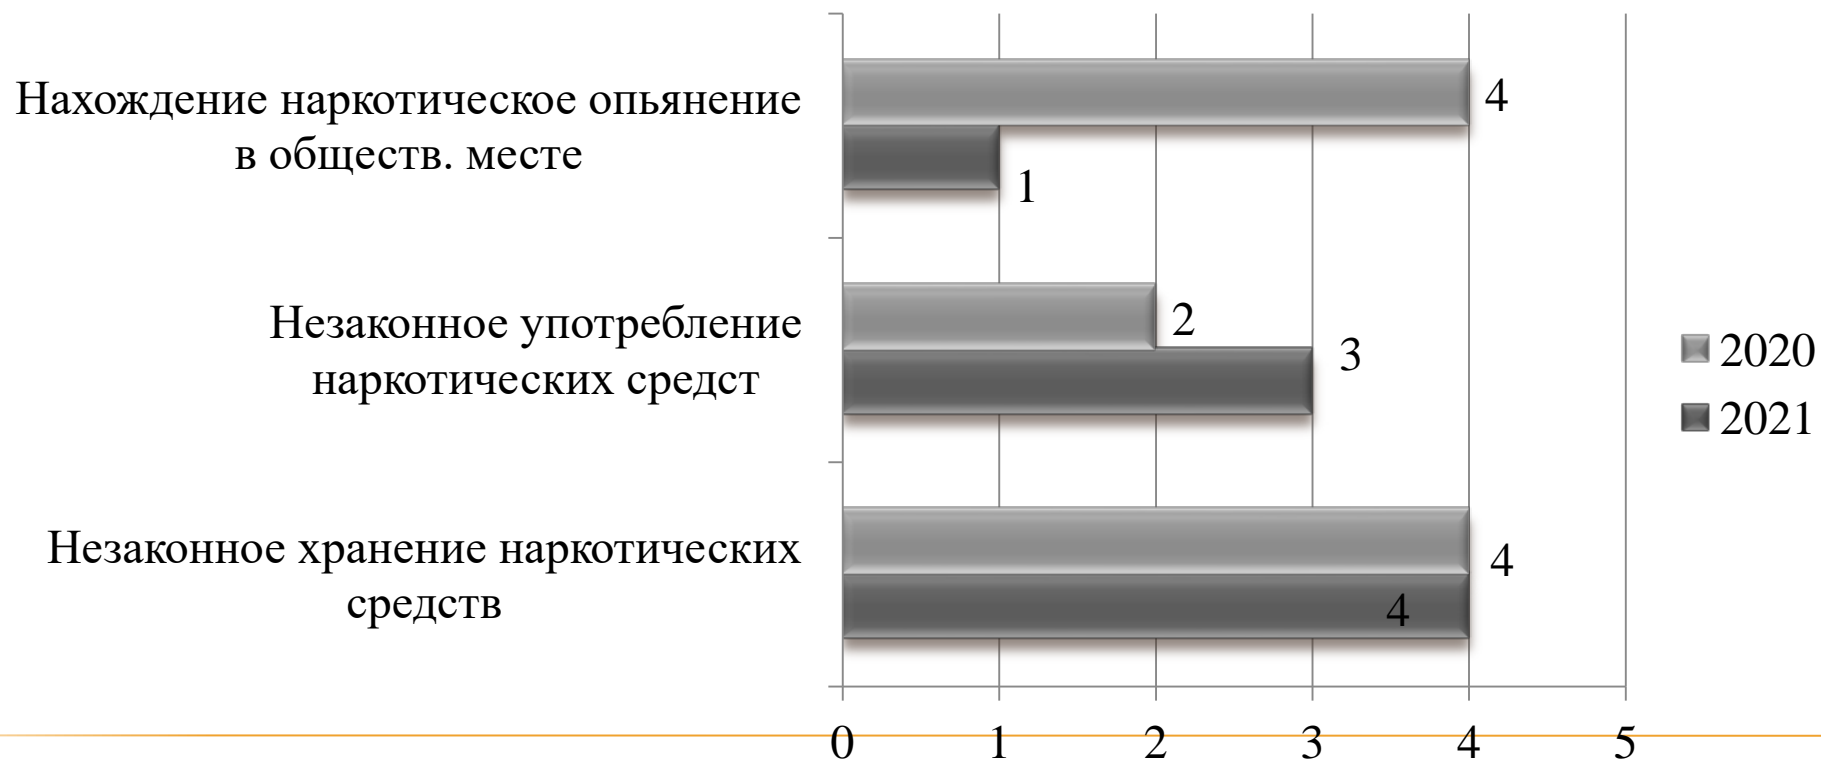 Нахождение наркотическое опьянение
в обществ. месте
4
1
Незаконное употребление
наркотических средст
2
3
Незаконное хранение наркотических
средств
4
4
0 1 2 3 4 5
2020
2021